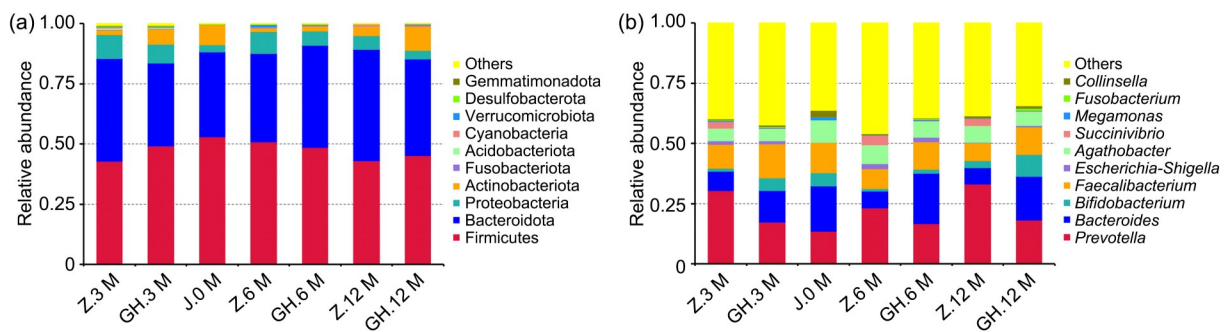 (a)
Relative abundance
1.00
0.75
0.50
0.25
0
Z.3 M
GH.3 M
J.0 M
Z.6 M
GH.6 M
Z.12 M
GH.12 M
Others
Gemmatimonadota
Desulfobacterota
Verrucomicrobiota
Cyanobacteria
Acidobacteriota
Fusobacteriota
Actinobacteriota
Proteobacteria
Bacteroidota
Firmicutes
(b)
Relative abundance
1.00
0.75
0.50
0.25
0
Z.3 M
GH.3 M
J.0 M
Z.6 M
GH.6 M
Z.12 M
GH.12 M
Others
Collinsella
Fusobacterium
Megamonas
Succinivibrio
Agathobacter
Escherichia-Shigella
Faecalibacterium
Bifidobacterium
Bacteroides
Prevotella